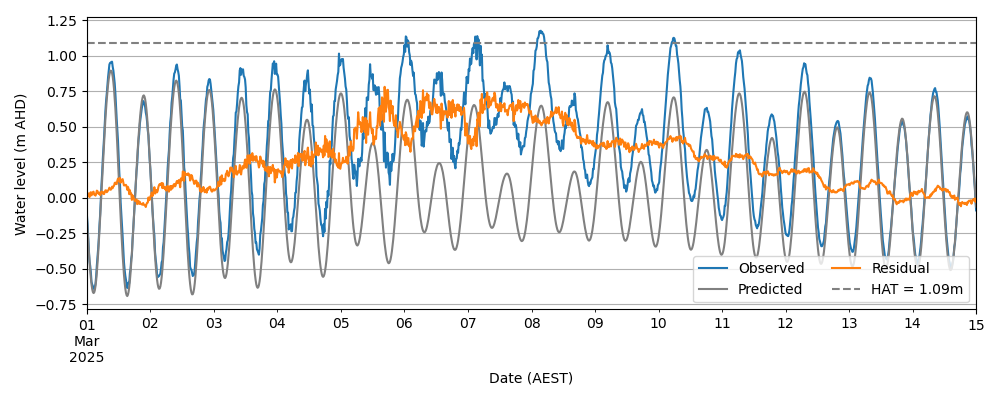 1.25
1.00
0.75
0.50
0.25
0.00
−0.25
−0.50
−0.75
Water level (m AHD)
Observed
Predicted
Residual
HAT = 1.09m
01 02 03 04 05 06 07 08 09 10 11 12 13 14 15
Mar
2025
Date (AEST)